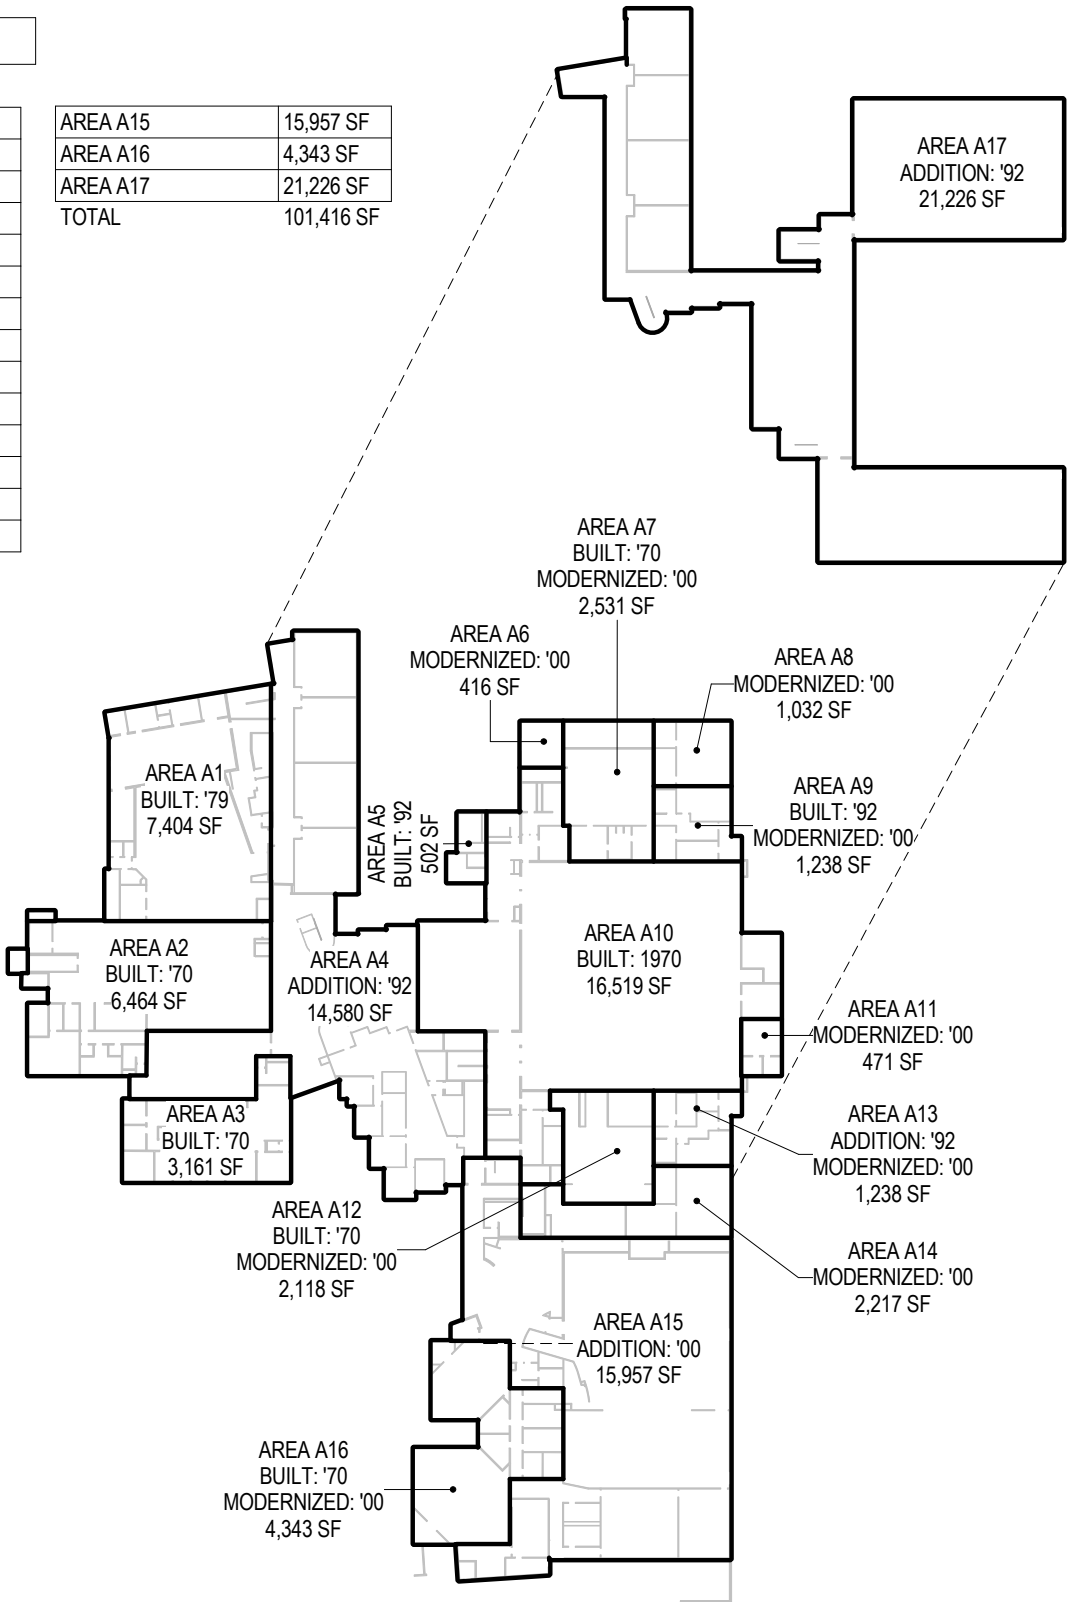 AREA A15 15,957 SF
AREA A16 4,343 SF
AREA A17 21,226 SF
TOTAL 101,416 SF
AREA A17
ADDITION: '92
21,226 SF
AREA A7
BUILT: '70
MODERNIZED: '00
2,531 SF
AREA A6
MODERNIZED: '00
416 SF
AREA A8
MODERNIZED: '00
1,032 SF
AREA A1
BUILT: '79
7,404 SF
AREA A5
BUILT: '92
502 SF
AREA A9
BUILT: '92
MODERNIZED: '00
1,238 SF
AREA A2
BUILT: '70
6,464 SF
AREA A4
ADDITION: '92
14,580 SF
AREA A10
BUILT: 1970
16,519 SF
AREA A11
MODERNIZED: '00
471 SF
AREA A3
BUILT: '70
3,161 SF
AREA A13
ADDITION: '92
MODERNIZED: '00
1,238 SF
AREA A12
BUILT: '70
MODERNIZED: '00
2,118 SF
AREA A14
MODERNIZED: '00
2,217 SF
AREA A15
ADDITION: '00
15,957 SF
AREA A16
BUILT: '70
MODERNIZED: '00
4,343 SF